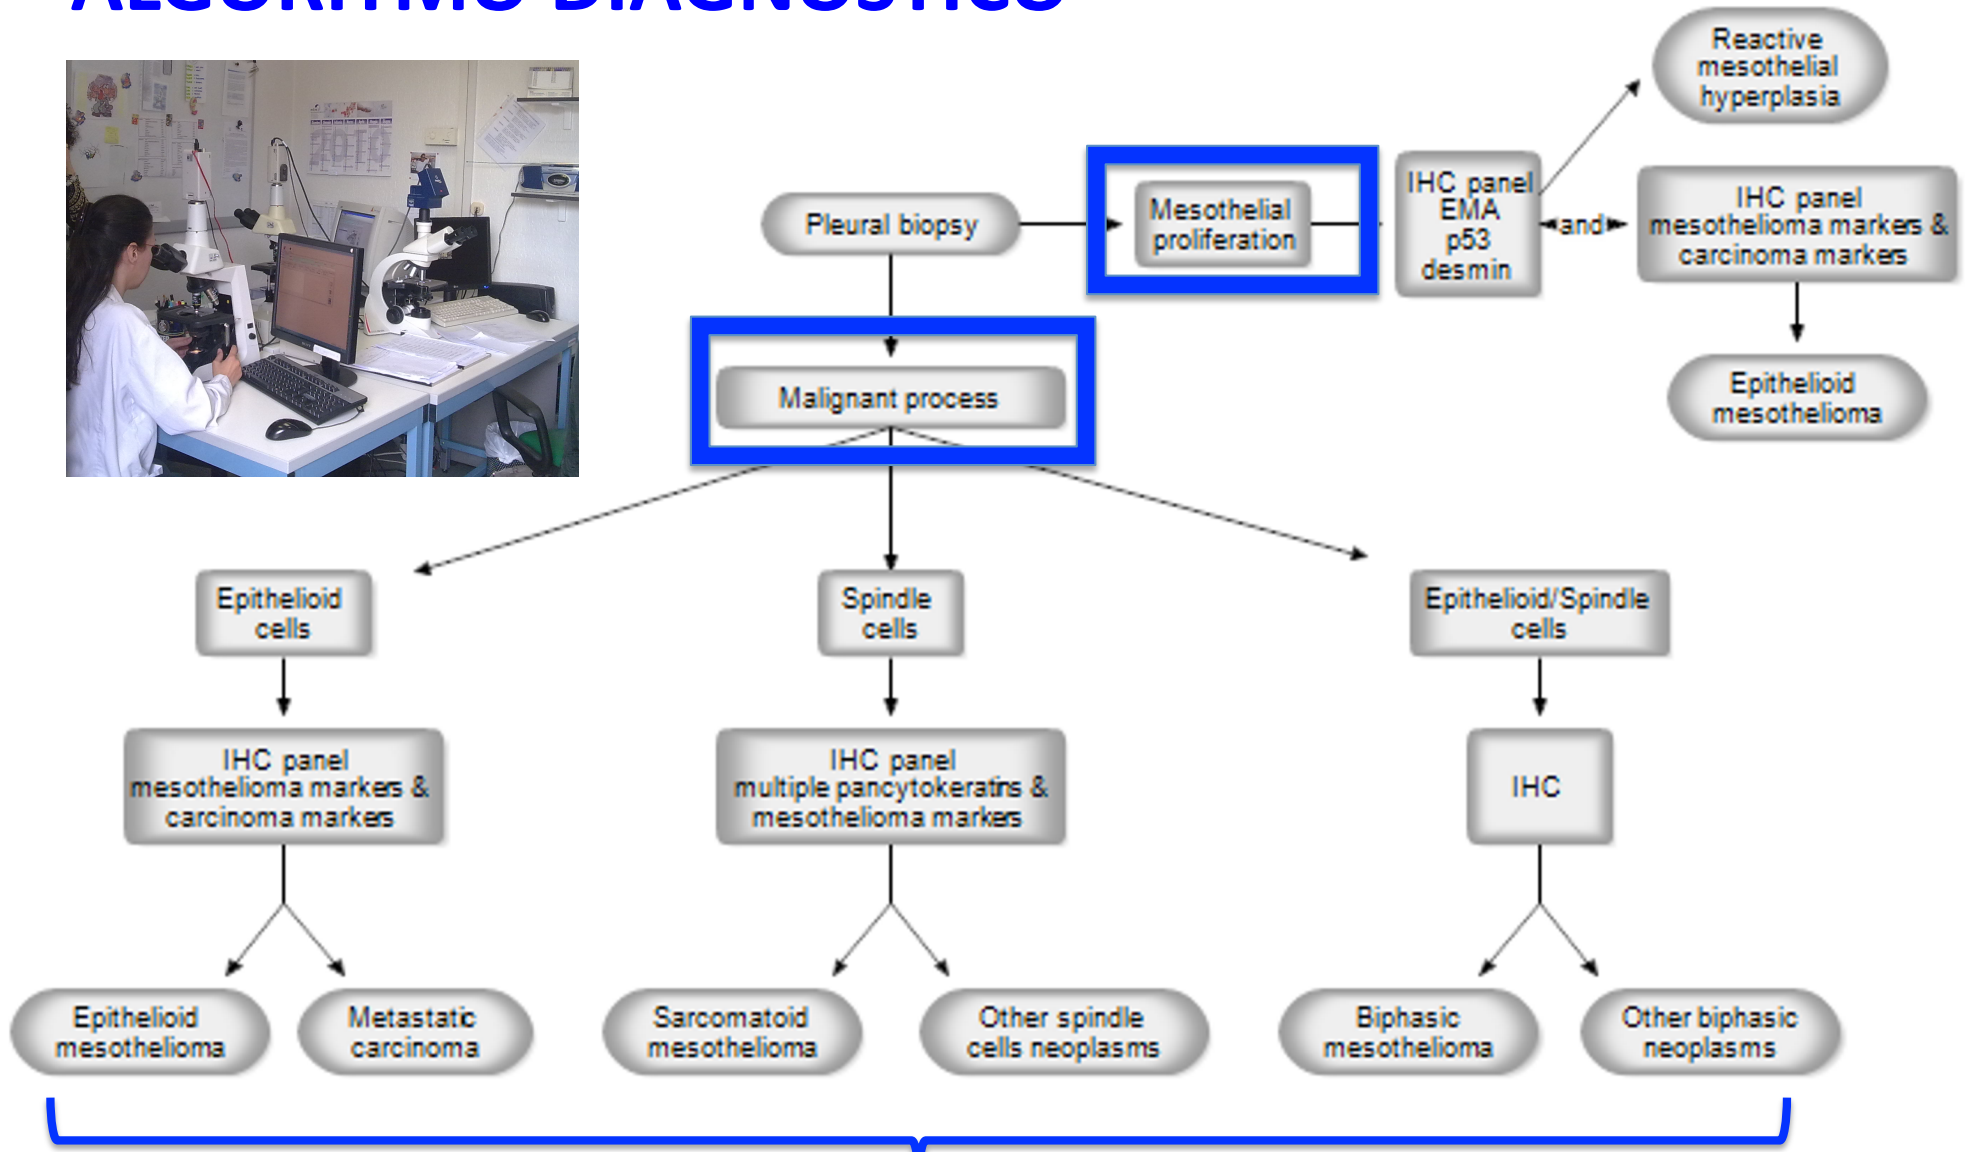 ALGORITMO DIAGNOSTICO
Reactive
mesothelial
hyperplasia
Pleural biopsy
Mesothelial
proliferation
IHC panel
EMA
p53
desmin
and
IHC panel
mesothelioma markers &
carcinoma markers
Epithelioid
mesothelioma
Malignant process
Epithelioid
cells
Spindle
cells
Epithelioid/Spindle
cells
IHC panel
mesothelioma markers &
carcinoma markers
IHC panel
multiple pancytokeratins &
mesothelioma markers
IHC
Epithelioid
mesothelioma
Metastatic
carcinoma
Sarcomatoid
mesothelioma
Other spindle
cells neoplasms
Biphasic
mesothelioma
Other biphasic
neoplasms